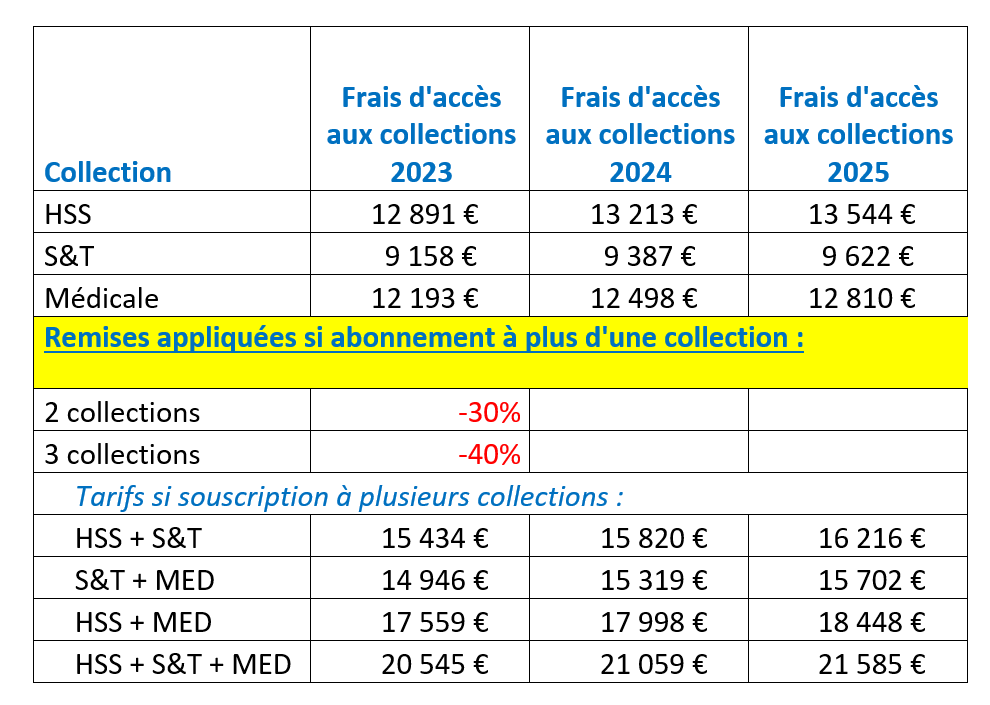 Collection Frais d'accès aux collections 2023 Frais d'accès aux collections 2024 Frais d'accès aux collections 2025
HSS 12 891 € 13 213 € 13 544 €
S&T 9 158 € 9 387 € 9 622 €
Médicale 12 193 € 12 498 € 12 810 €
Remises appliquées si abonnement à plus d'une collection :
2 collections -30%
3 collections -40%
Tarifs si souscription à plusieurs collections :
HSS + S&T 15 434 € 15 820 € 16 216 €
S&T + MED 14 946 € 15 319 € 15 702 €
HSS + MED 17 559 € 17 998 € 18 448 €
HSS + S&T + MED 20 545 € 21 059 € 21 585 €